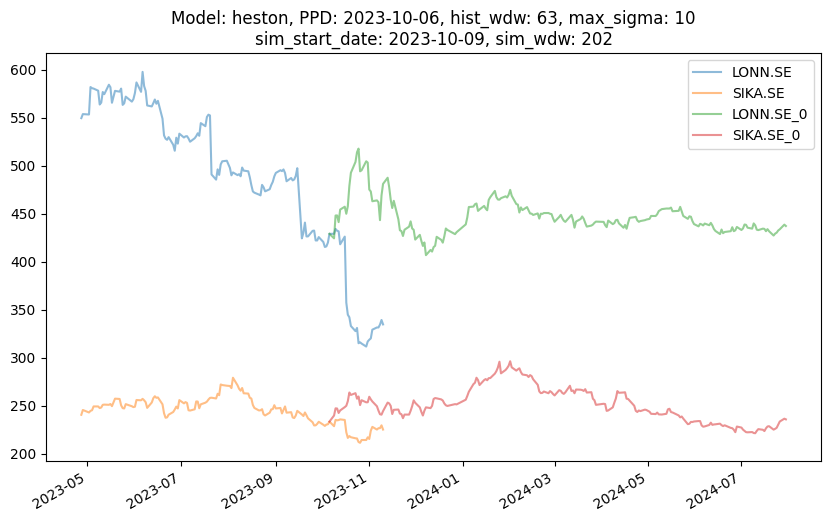 Model: heston, PPD: 2023-10-06, hist_wdw: 63, max_sigma: 10
sim_start_date: 2023-10-09, sim_wdw: 202
LONN.SE
SIKA.SE
LONN.SE_0
SIKA.SE_0
600
550
500
450
400
350
300
250
200
2023-05
2023-07
2023-09
2023-11
2024-01
2024-03
2024-05
2024-07